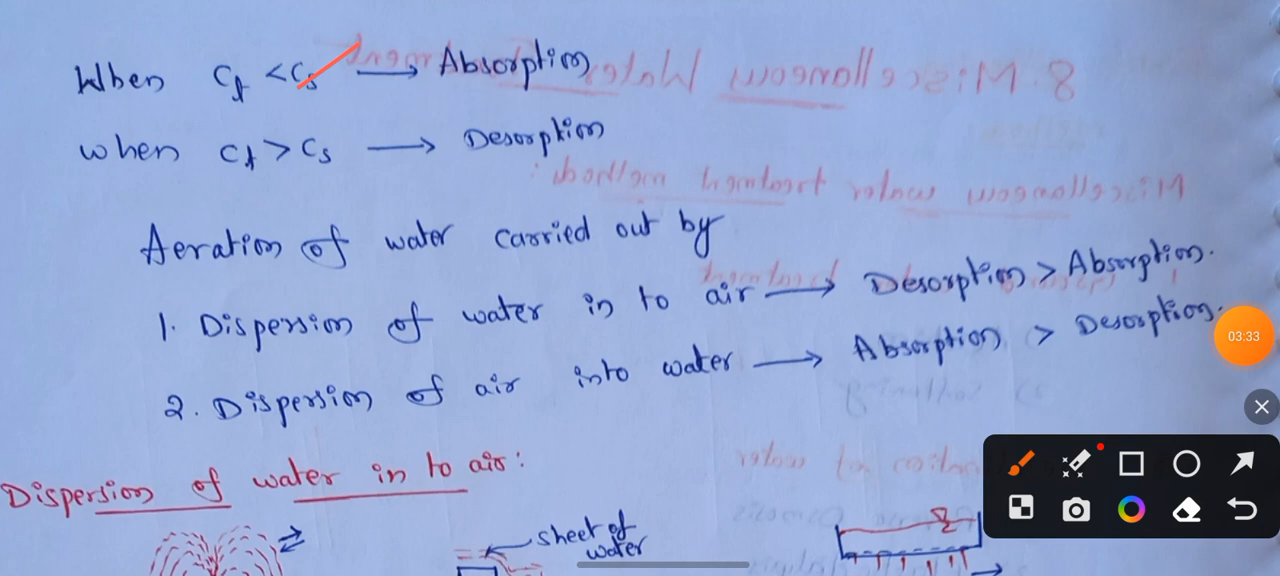 When Ct < Cs → Absorption
When Ct > Cs → Desorption
Aeration of water carried out by
1. Dispersion of water in to air → Desorption > Absorption.
2. Dispersion of air into water → Absorption > Desorption.
03:33
Dispersion of water in to air:
sheet of
water